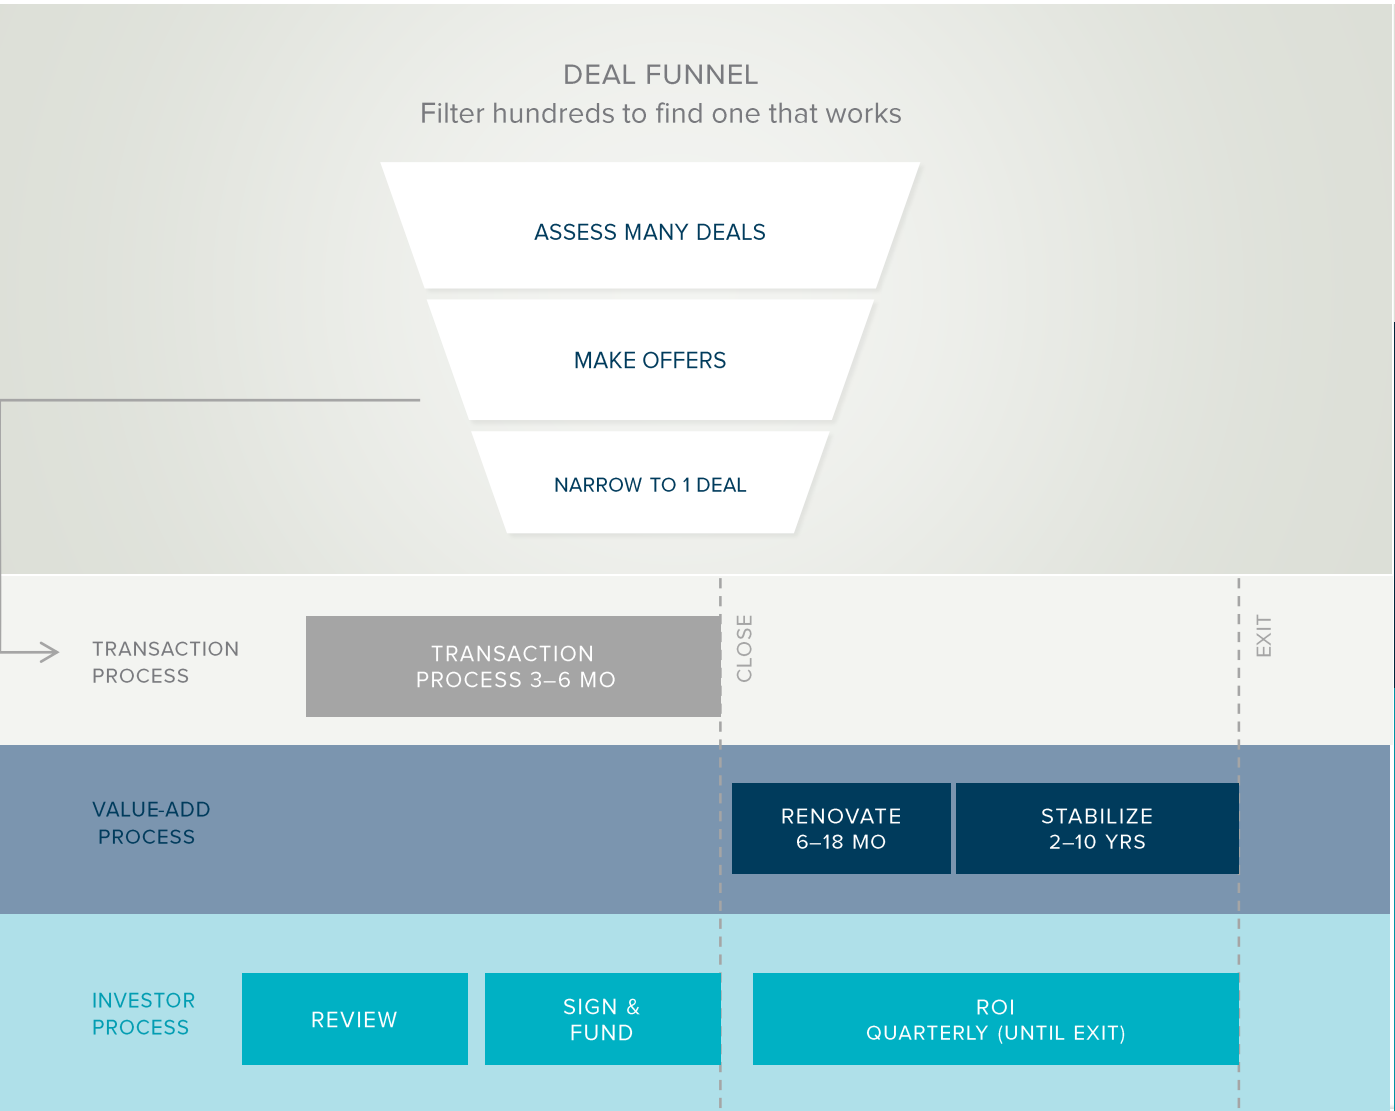 DEAL FUNNEL
Filter hundreds to find one that works
ASSESS MANY DEALS
MAKE OFFERS
NARROW TO 1 DEAL
TRANSACTION
PROCESS
TRANSACTION
PROCESS 3–6 MO
CLOSE
EXIT
VALUE-ADD
PROCESS
RENOVATE
6–18 MO
STABILIZE
2–10 YRS
INVESTOR
PROCESS
REVIEW
SIGN &
FUND
ROI
QUARTERLY (UNTIL EXIT)